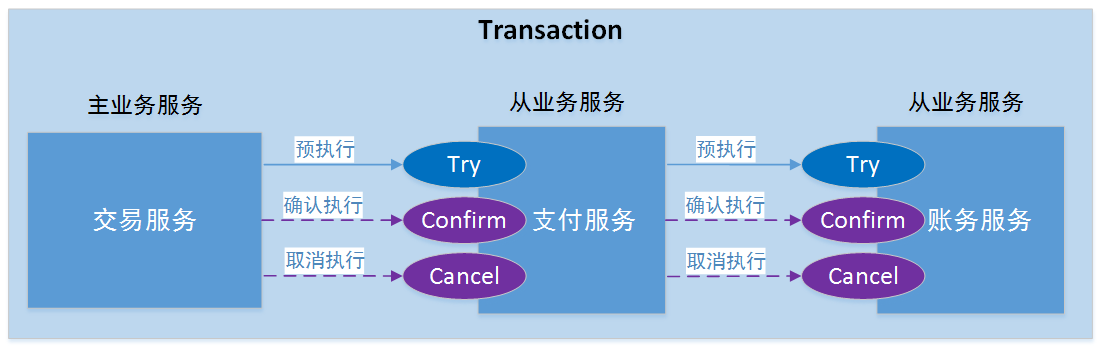 Transaction
主业务服务
从业务服务
从业务服务
预执行
Try
预执行
Try
交易服务
确认执行
Confirm
支付服务
确认执行
Confirm
账务服务
取消执行
Cancel
取消执行
Cancel